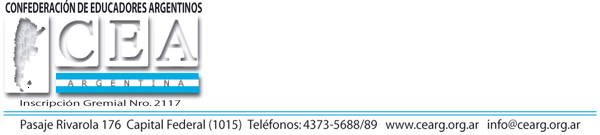 CONFEDERACIÓN DE EDUCADORES ARGENTINOS
CEA
ARGENTINA
Inscripción Gremial Nro. 2117
Pasaje Rivarola 176 Capital Federal (1015) Teléfonos: 4373-5688/89 www.cearg.org.ar info@cearg.org.ar